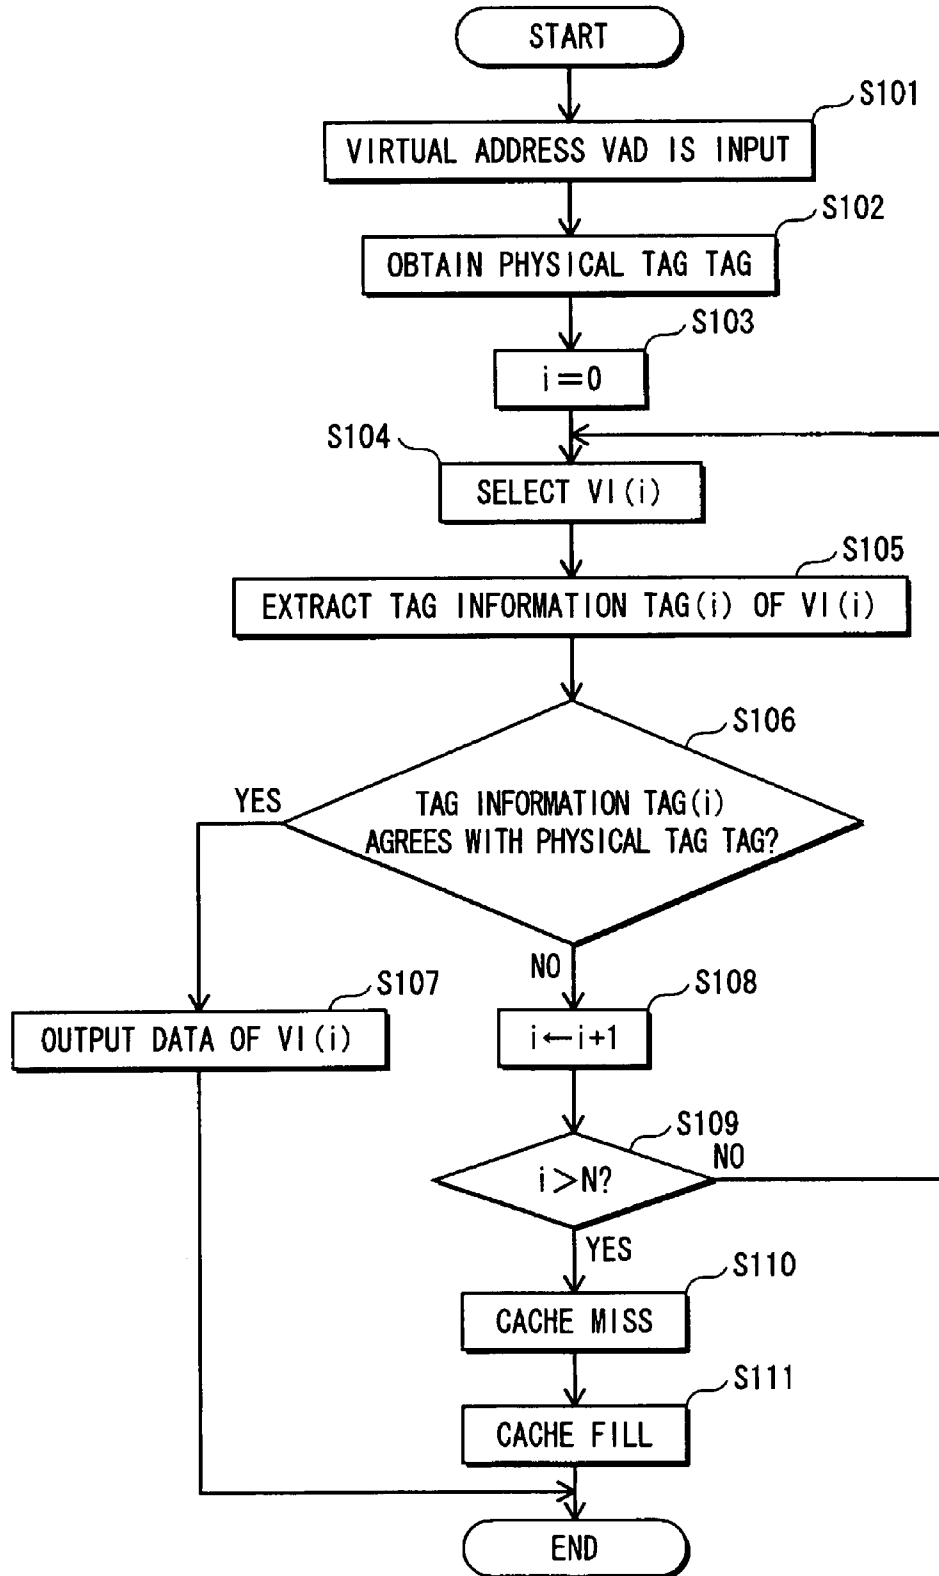 START
S101
VIRTUAL ADDRESS VAD IS INPUT
S102
OBTAIN PHYSICAL TAG TAG
S103
i=0
S104
SELECT VI(i)
S105
EXTRACT TAG INFORMATION TAG(i) OF VI(i)
S106
YES
TAG INFORMATION TAG(i)
AGREES WITH PHYSICAL TAG TAG?
NO
S107
OUTPUT DATA OF VI(i)
S108
i←i+1
S109
i>N?
NO
YES
S110
CACHE MISS
S111
CACHE FILL
END